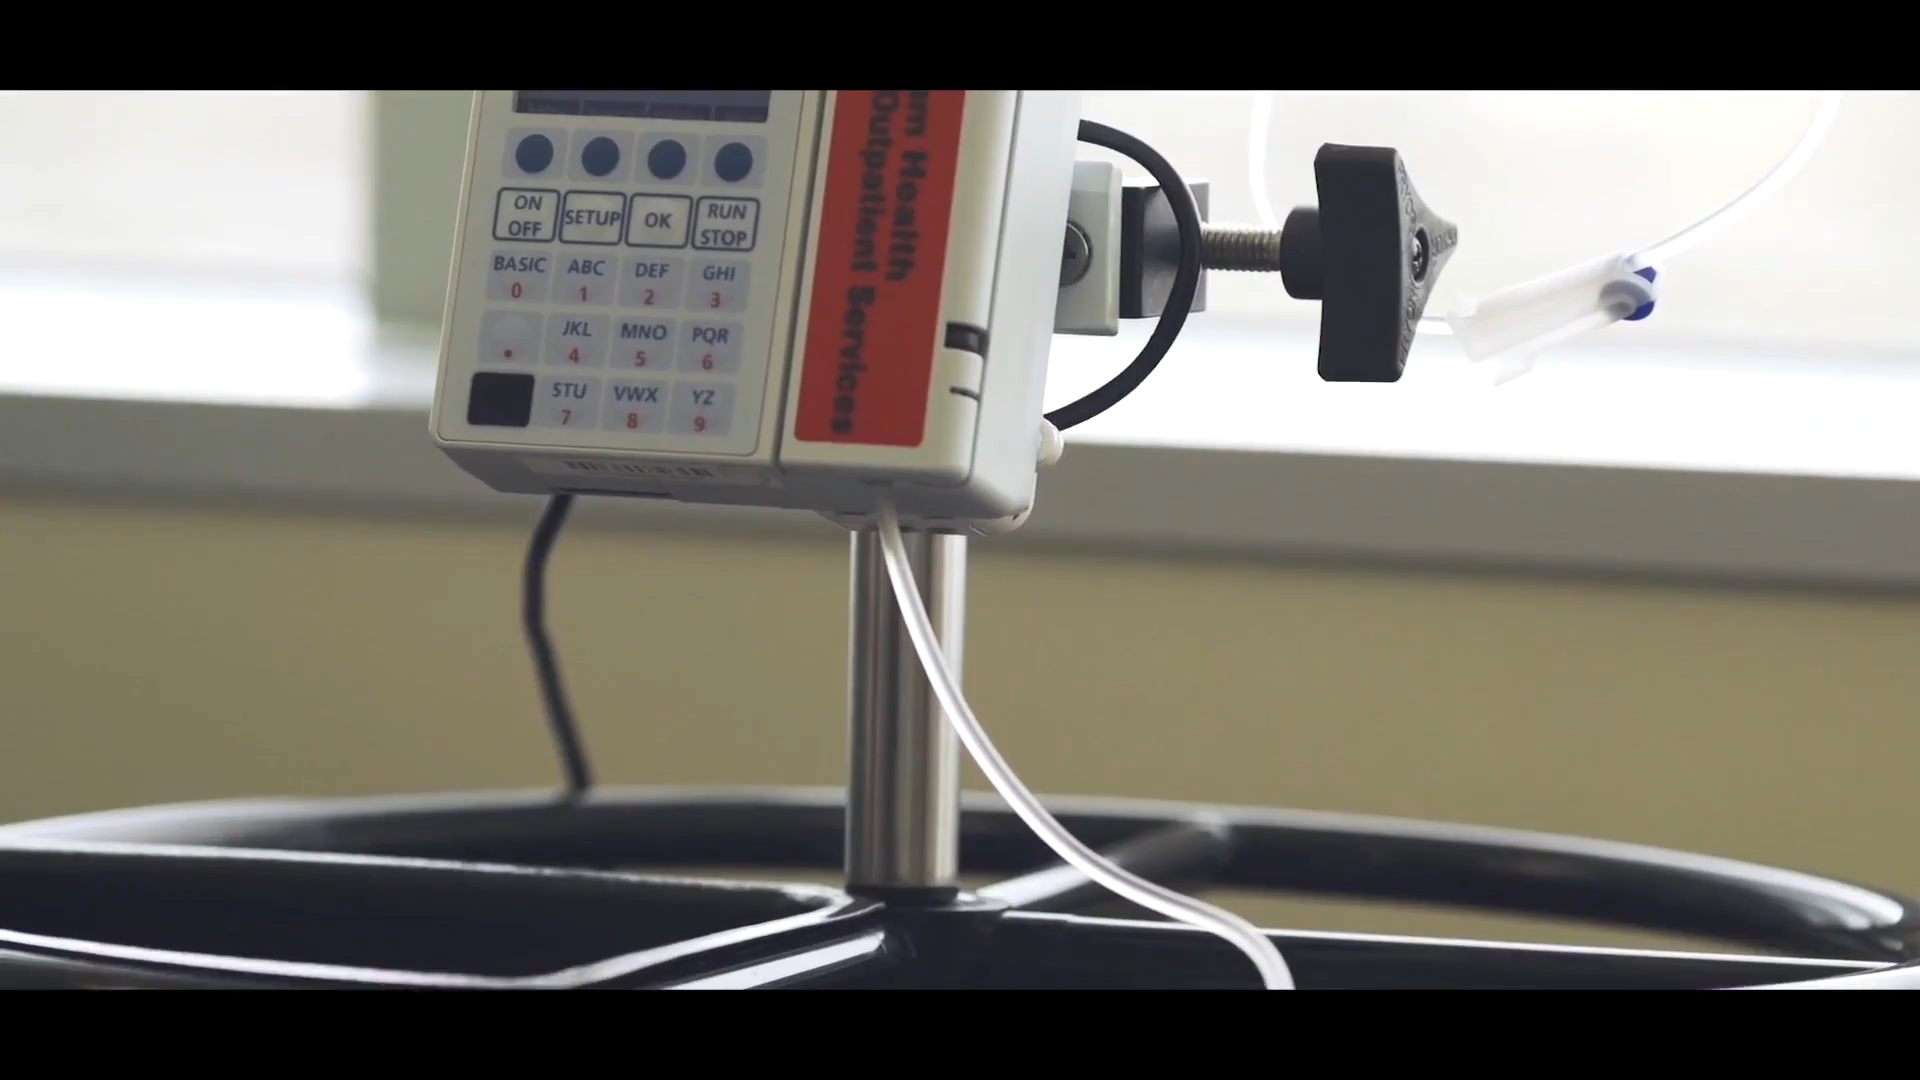 ON OFF
SETUP
OK
RUN STOP
BASIC 0
ABC 1
DEF 2
GHI 3
.
JKL 4
MNO 5
PQR 6
STU 7
VWX 8
YZ 9
Health
Outpatient Services